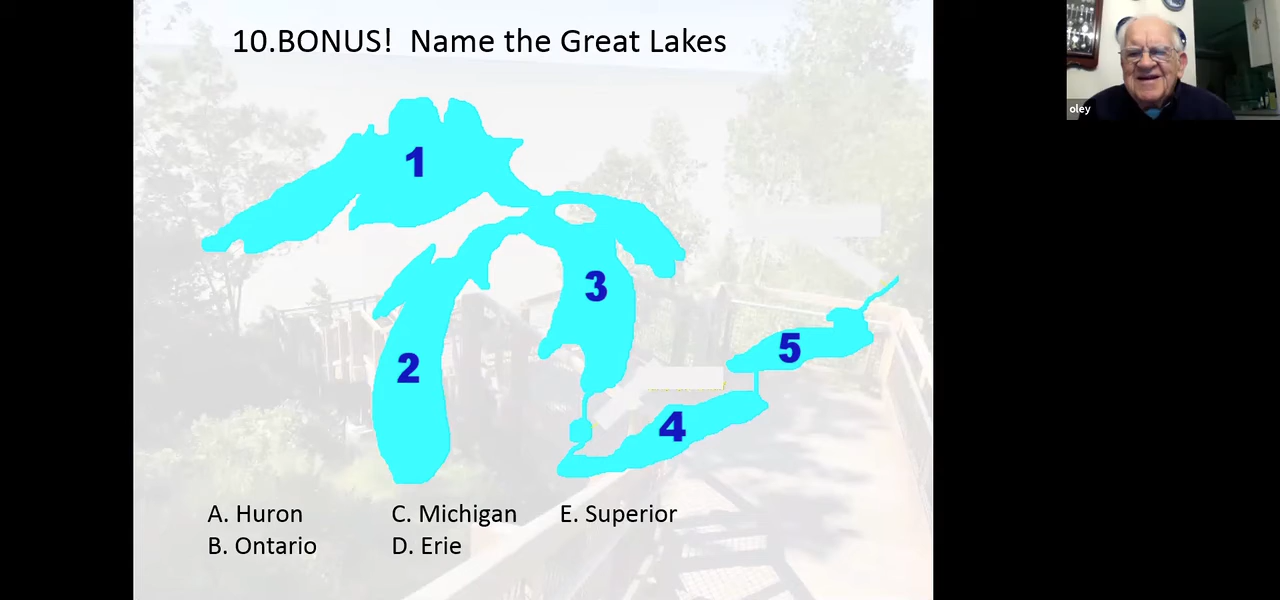 10.BONUS! Name the Great Lakes
oley
1
2
3
4
5
A. Huron C. Michigan E. Superior
B. Ontario D. Erie